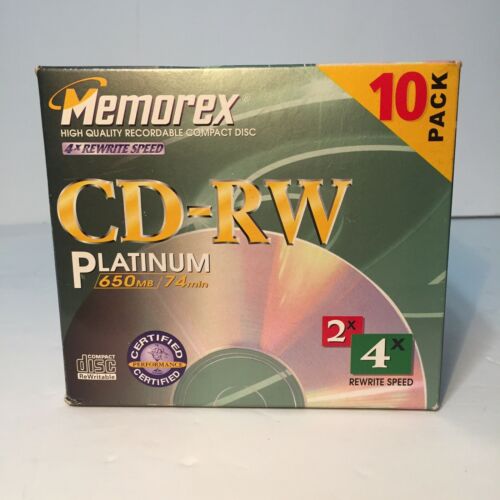 Memorex®
HIGH QUALITY RECORDABLE COMPACT DISC
4x REWRITE SPEED
10 PACK
CD-RW
PLATINUM
650MB/74min
2x
4x
REWRITE SPEED
COMPACT
disc
ReWritable
CERTIFIED
PERFORMANCE
CERTIFIED